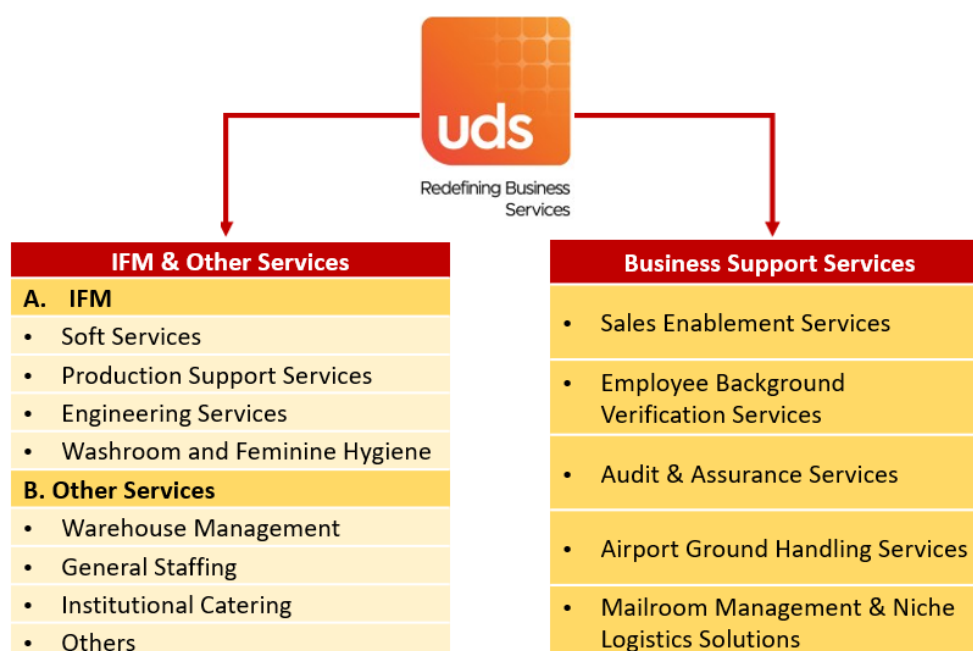 uds
Redefining Business
Services
IFM & Other Services
A. IFM
• Soft Services
• Production Support Services
• Engineering Services
• Washroom and Feminine Hygiene
B. Other Services
• Warehouse Management
• General Staffing
• Institutional Catering
• Others
Business Support Services
• Sales Enablement Services
• Employee Background
Verification Services
• Audit & Assurance Services
• Airport Ground Handling Services
• Mailroom Management & Niche
Logistics Solutions